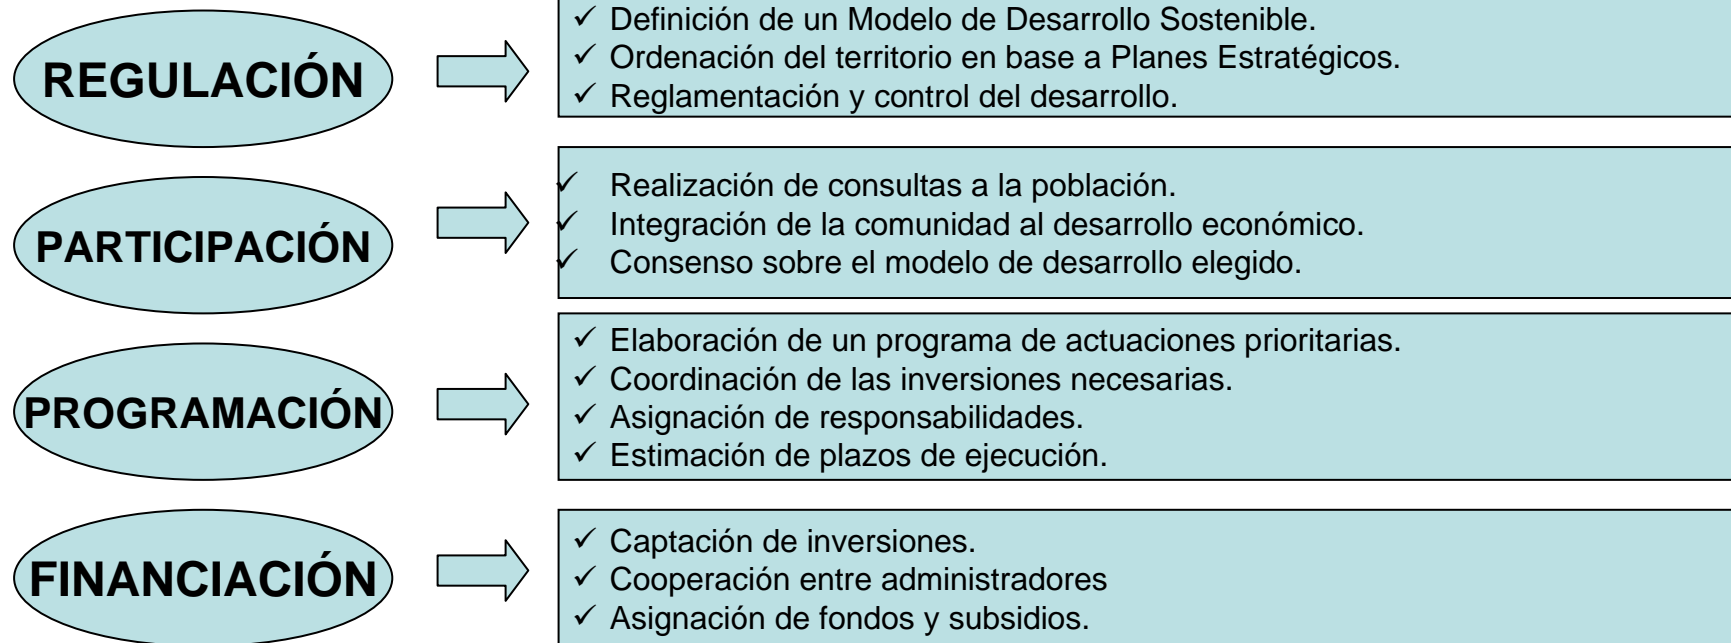 REGULACIÓN
✓ Definición de un Modelo de Desarrollo Sostenible.
✓ Ordenación del territorio en base a Planes Estratégicos.
✓ Reglamentación y control del desarrollo.
PARTICIPACIÓN
✓ Realización de consultas a la población.
✓ Integración de la comunidad al desarrollo económico.
✓ Consenso sobre el modelo de desarrollo elegido.
PROGRAMACIÓN
✓ Elaboración de un programa de actuaciones prioritarias.
✓ Coordinación de las inversiones necesarias.
✓ Asignación de responsabilidades.
✓ Estimación de plazos de ejecución.
FINANCIACIÓN
✓ Captación de inversiones.
✓ Cooperación entre administradores
✓ Asignación de fondos y subsidios.